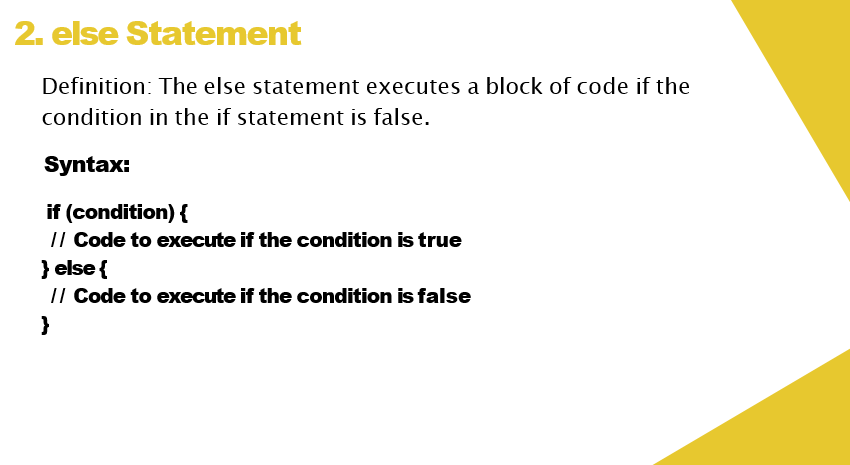 2. else Statement
Definition: The else statement executes a block of code if the
condition in the if statement is false.
Syntax:
if (condition) {
// Code to execute if the condition is true
} else {
// Code to execute if the condition is false
}